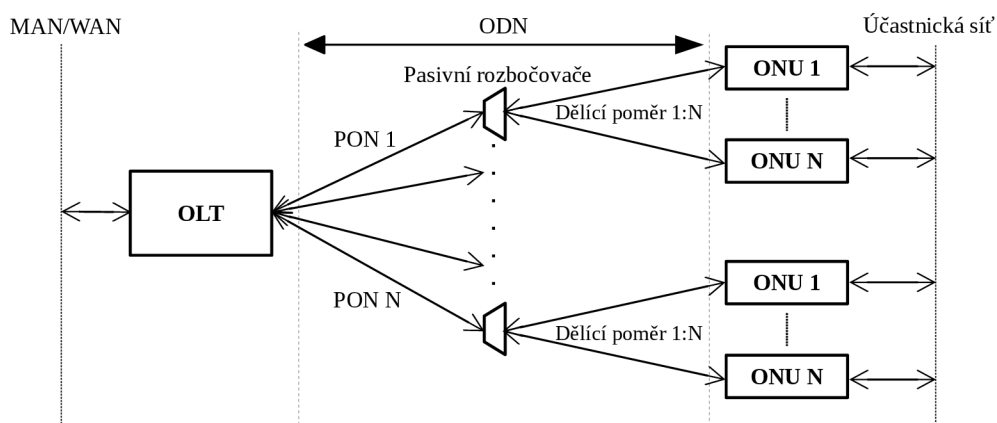 MAN/WAN
ODN
Účastnická síť
Pasivní rozbočovače
ONU 1
Dělící poměr 1:N
PON 1
ONU N
OLT
ONU 1
PON N
Dělící poměr 1:N
ONU N